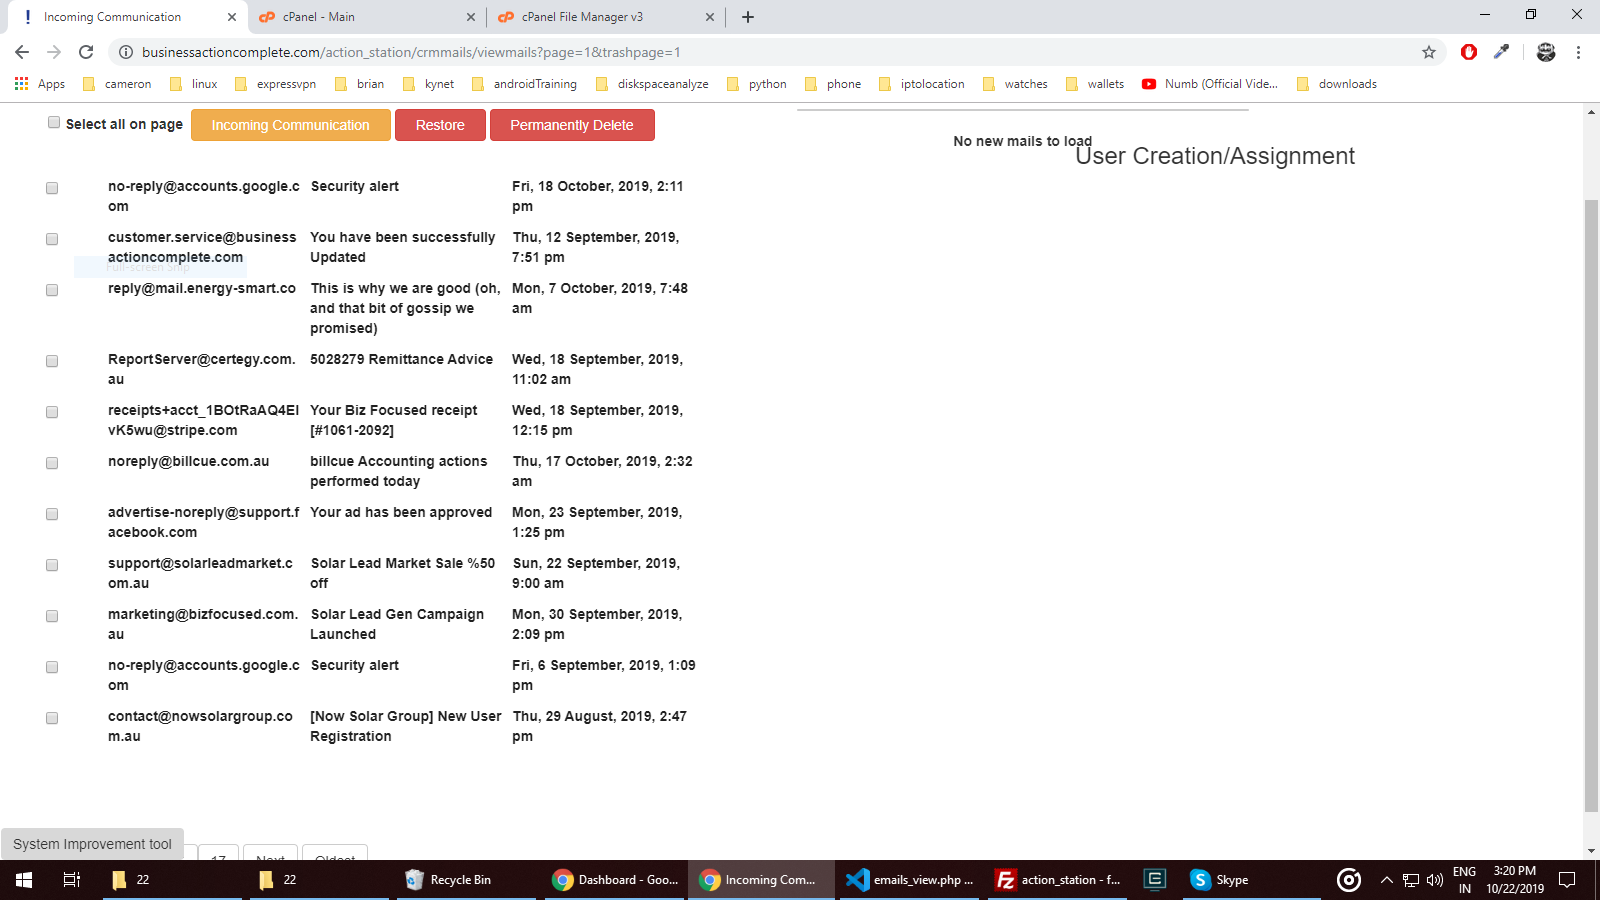 Incoming Communication
cPanel - Main
cPanel File Manager v3
businessactioncomplete.com/action_station/crmmails/viewmails?page=1&trashpage=1
Apps cameron linux expressvpn brian kynet androidTraining diskspaceanalyze python phone iptolocation watches wallets Numb (Official Vide... downloads
Select all on page Incoming Communication Restore Permanently Delete
No new mails to load
User Creation/Assignment
no-reply@accounts.google.c Security alert Fri, 18 October, 2019, 2:11
om pm
customer.service@business You have been successfully Thu, 12 September, 2019,
actioncomplete.com Updated 7:51 pm
Full-screen Snip
reply@mail.energy-smart.co This is why we are good (oh, Mon, 7 October, 2019, 7:48
and that bit of gossip we am
promised)
ReportServer@certegy.com. 5028279 Remittance Advice Wed, 18 September, 2019,
au 11:02 am
receipts+acct_1BOtRaAQ4EI Your Biz Focused receipt Wed, 18 September, 2019,
vK5wu@stripe.com [#1061-2092] 12:15 pm
noreply@billcue.com.au billcue Accounting actions Thu, 17 October, 2019, 2:32
performed today am
advertise-noreply@support.f Your ad has been approved Mon, 23 September, 2019,
acebook.com 1:25 pm
support@solarleadmarket.c Solar Lead Market Sale %50 Sun, 22 September, 2019,
om.au off 9:00 am
marketing@bizfocused.com. Solar Lead Gen Campaign Mon, 30 September, 2019,
au Launched 2:09 pm
no-reply@accounts.google.c Security alert Fri, 6 September, 2019, 1:09
om pm
contact@nowsolargroup.co [Now Solar Group] New User Thu, 29 August, 2019, 2:47
m.au Registration pm
System Improvement tool
17 Next Oldest
22 22 Recycle Bin Dashboard - Goo... Incoming Com... emails_view.php ... action_station - f... Skype
ENG 3:20 PM
IN 10/22/2019